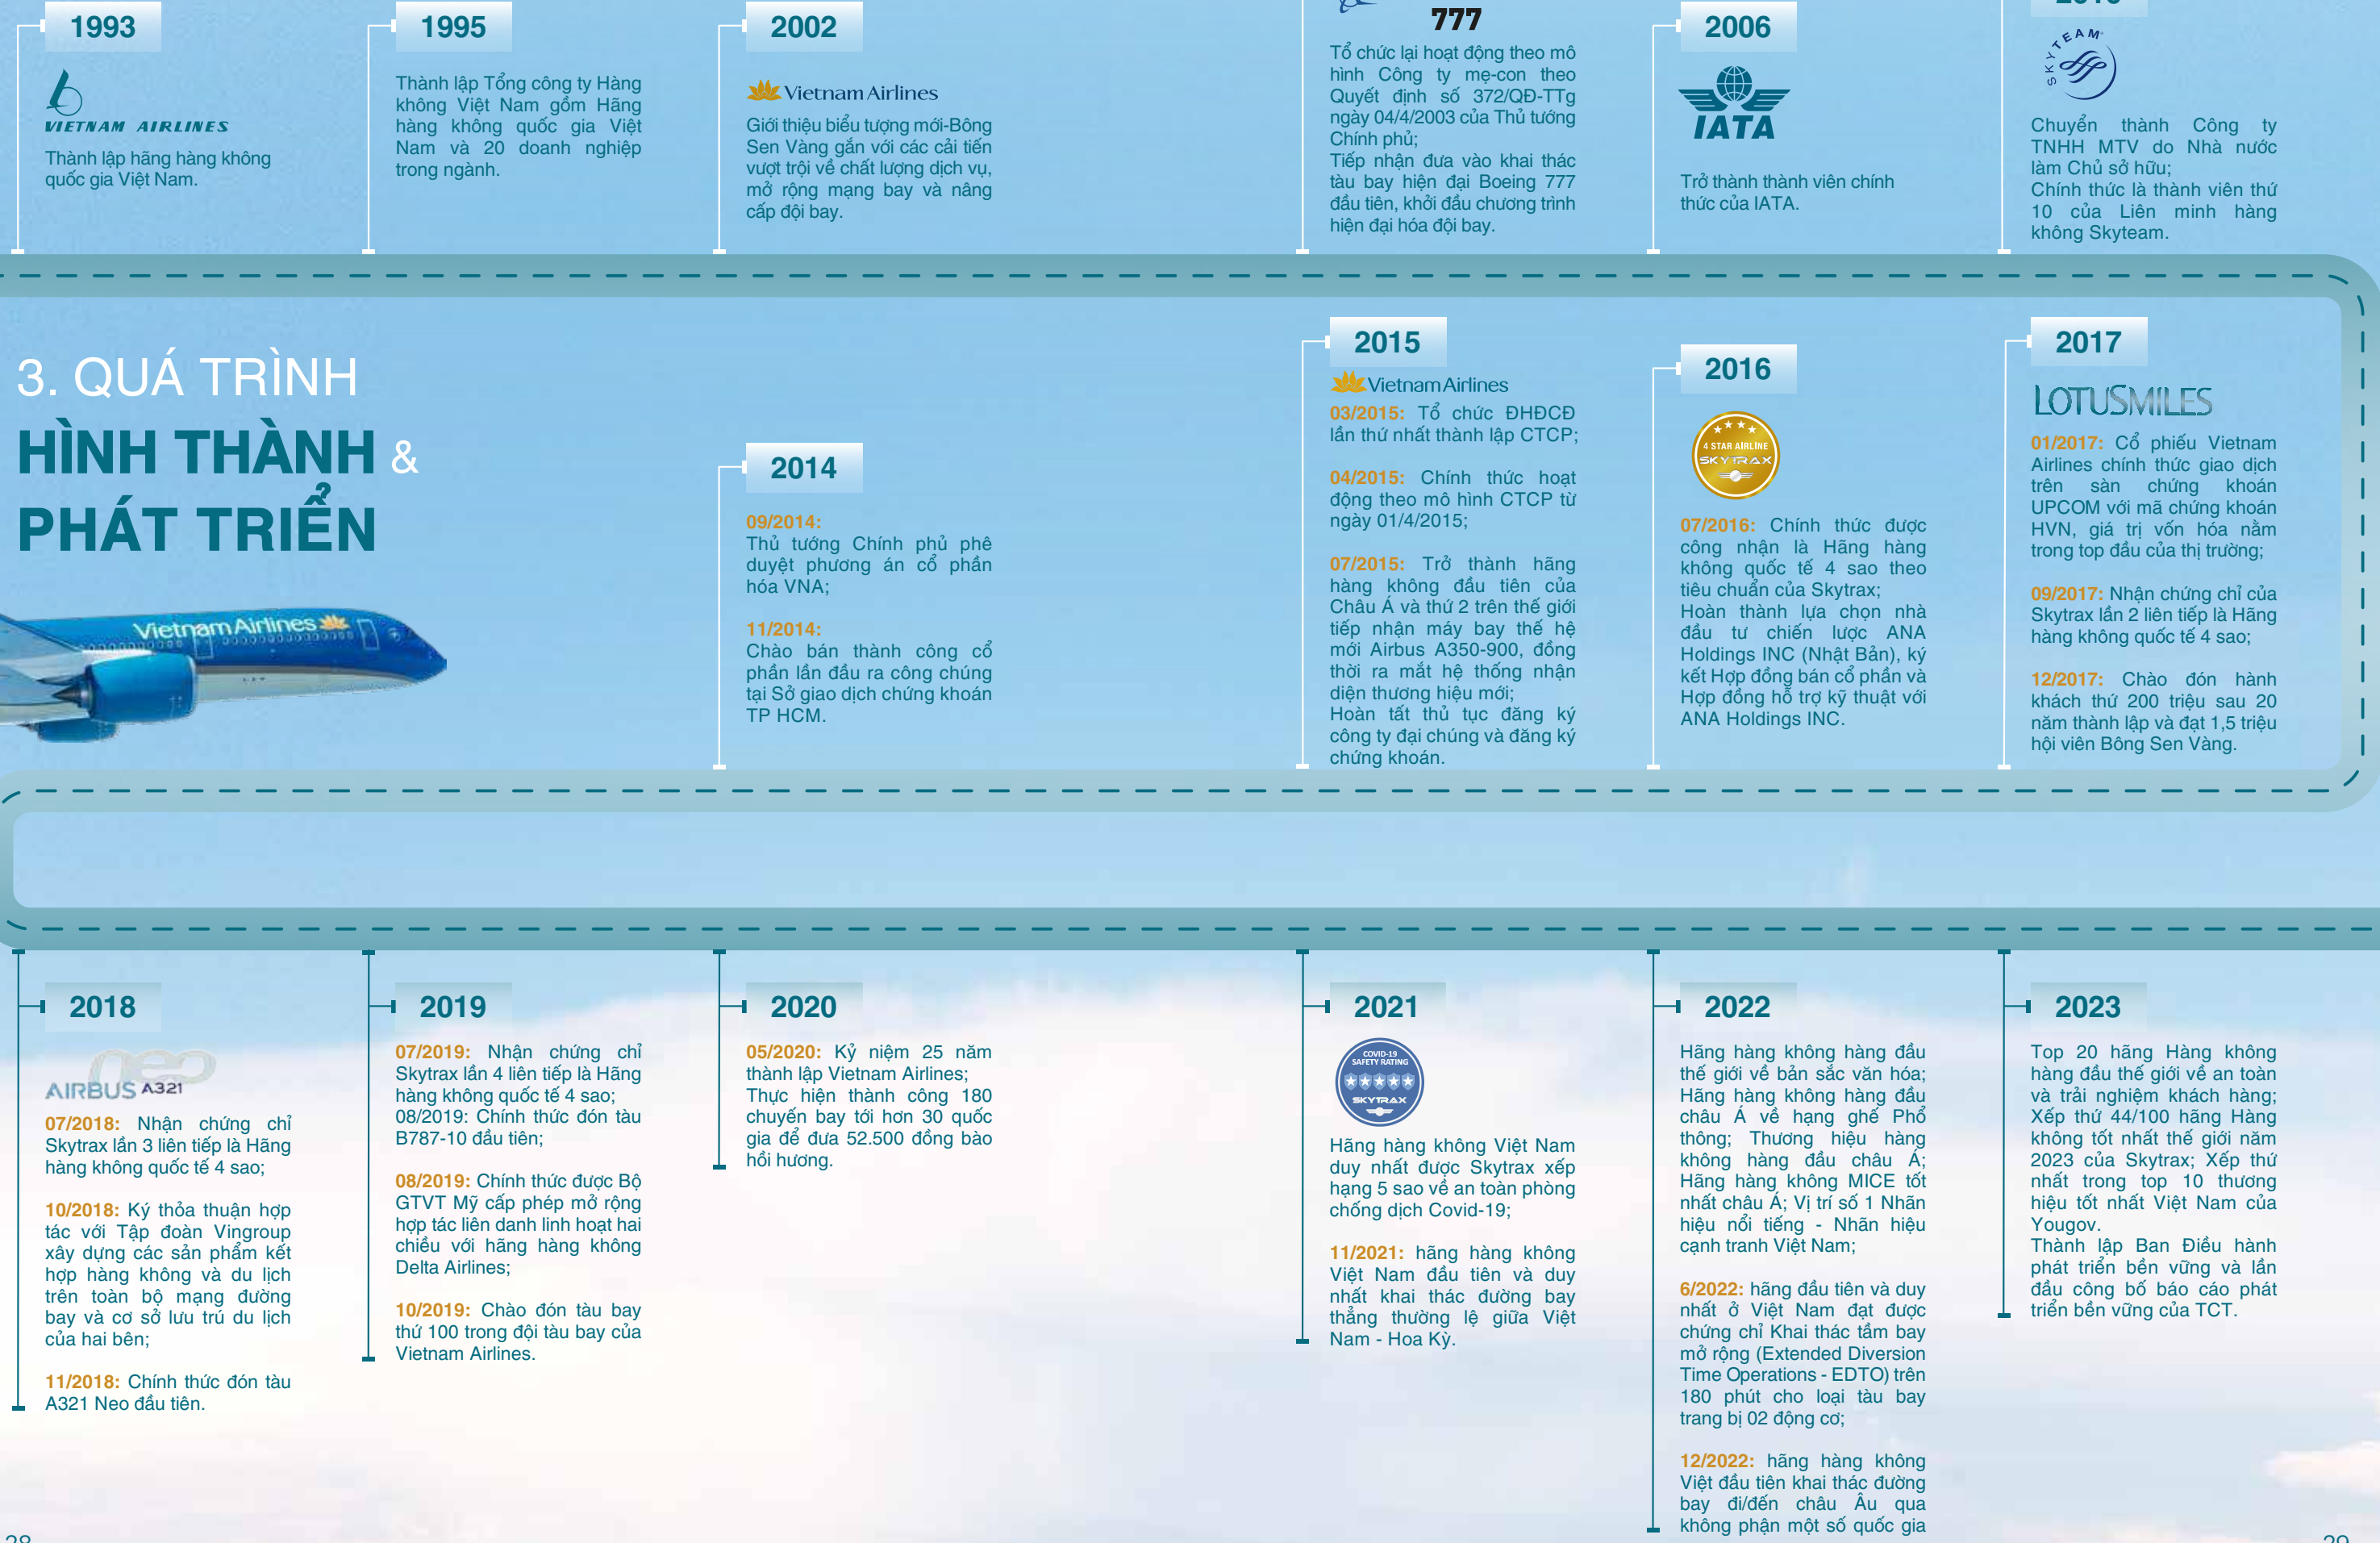 1993
VIETNAM AIRLINES
Thành lập hãng hàng không
quốc gia Việt Nam.
1995
Thành lập Tổng công ty Hàng
không Việt Nam gồm Hãng
hàng không quốc gia Việt
Nam và 20 doanh nghiệp
trong ngành.
2002
Vietnam Airlines
Giới thiệu biểu tượng mới-Bông
Sen Vàng gắn với các cải tiến
vượt trội về chất lượng dịch vụ,
mở rộng mạng bay và nâng
cấp đội bay.
777
Tổ chức lại hoạt động theo mô
hình Công ty mẹ-con theo
Quyết định số 372/QĐ-TTg
ngày 04/4/2003 của Thủ tướng
Chính phủ;
Tiếp nhận đưa vào khai thác
tàu bay hiện đại Boeing 777
đầu tiên, khởi đầu chương trình
hiện đại hóa đội bay.
2006
IATA
Trở thành thành viên chính
thức của IATA.
SKYTEAM
Chuyển thành Công ty
TNHH MTV do Nhà nước
làm Chủ sở hữu;
Chính thức là thành viên thứ
10 của Liên minh hàng
không Skyteam.
3. QUÁ TRÌNH
HÌNH THÀNH &
PHÁT TRIỂN
Vietnam Airlines
2014
09/2014:
Thủ tướng Chính phủ phê
duyệt phương án cổ phần
hóa VNA;
11/2014:
Chào bán thành công cổ
phần lần đầu ra công chúng
tại Sở giao dịch chứng khoán
TP HCM.
2015
Vietnam Airlines
03/2015: Tổ chức ĐHĐCĐ
lần thứ nhất thành lập CTCP;
04/2015: Chính thức hoạt
động theo mô hình CTCP từ
ngày 01/4/2015;
07/2015: Trở thành hãng
hàng không đầu tiên của
Châu Á và thứ 2 trên thế giới
tiếp nhận máy bay thế hệ
mới Airbus A350-900, đồng
thời ra mắt hệ thống nhận
diện thương hiệu mới;
Hoàn tất thủ tục đăng ký
công ty đại chúng và đăng ký
chứng khoán.
2016
4 STAR AIRLINE
SKYTRAX
07/2016: Chính thức được
công nhận là Hãng hàng
không quốc tế 4 sao theo
tiêu chuẩn của Skytrax;
Hoàn thành lựa chọn nhà
đầu tư chiến lược ANA
Holdings INC (Nhật Bản), ký
kết Hợp đồng bán cổ phần và
Hợp đồng hỗ trợ kỹ thuật với
ANA Holdings INC.
2017
LOTUSMILES
01/2017: Cổ phiếu Vietnam
Airlines chính thức giao dịch
trên sàn chứng khoán
UPCOM với mã chứng khoán
HVN, giá trị vốn hóa nằm
trong top đầu của thị trường;
09/2017: Nhận chứng chỉ của
Skytrax lần 2 liên tiếp là Hãng
hàng không quốc tế 4 sao;
12/2017: Chào đón hành
khách thứ 200 triệu sau 20
năm thành lập và đạt 1,5 triệu
hội viên Bông Sen Vàng.
2018
neo
AIRBUS A321
07/2018: Nhận chứng chỉ
Skytrax lần 3 liên tiếp là Hãng
hàng không quốc tế 4 sao;
10/2018: Ký thỏa thuận hợp
tác với Tập đoàn Vingroup
xây dựng các sản phẩm kết
hợp hàng không và du lịch
trên toàn bộ mạng đường
bay và cơ sở lưu trú du lịch
của hai bên;
11/2018: Chính thức đón tàu
A321 Neo đầu tiên.
2019
07/2019: Nhận chứng chỉ
Skytrax lần 4 liên tiếp là Hãng
hàng không quốc tế 4 sao;
08/2019: Chính thức đón tàu
B787-10 đầu tiên;
08/2019: Chính thức được Bộ
GTVT Mỹ cấp phép mở rộng
hợp tác liên danh linh hoạt hai
chiều với hãng hàng không
Delta Airlines;
10/2019: Chào đón tàu bay
thứ 100 trong đội tàu bay của
Vietnam Airlines.
2020
05/2020: Kỷ niệm 25 năm
thành lập Vietnam Airlines;
Thực hiện thành công 180
chuyến bay tới hơn 30 quốc
gia để đưa 52.500 đồng bào
hồi hương.
2021
COVID-19
SAFETY RATING
SKYTRAX
Hãng hàng không Việt Nam
duy nhất được Skytrax xếp
hạng 5 sao về an toàn phòng
chống dịch Covid-19;
11/2021: hãng hàng không
Việt Nam đầu tiên và duy
nhất khai thác đường bay
thẳng thường lệ giữa Việt
Nam - Hoa Kỳ.
2022
Hãng hàng không hàng đầu
thế giới về bản sắc văn hóa;
Hãng hàng không hàng đầu
châu Á về hạng ghế Phổ
thông; Thương hiệu hàng
không hàng đầu châu Á;
Hãng hàng không MICE tốt
nhất châu Á; Vị trí số 1 Nhãn
hiệu nổi tiếng - Nhãn hiệu
cạnh tranh Việt Nam;
6/2022: hãng đầu tiên và duy
nhất ở Việt Nam đạt được
chứng chỉ Khai thác tầm bay
mở rộng (Extended Diversion
Time Operations - EDTO) trên
180 phút cho loại tàu bay
trang bị 02 động cơ;
12/2022: hãng hàng không
Việt đầu tiên khai thác đường
bay đi/đến châu Âu qua
không phận một số quốc gia
2023
Top 20 hãng Hàng không
hàng đầu thế giới về an toàn
và trải nghiệm khách hàng;
Xếp thứ 44/100 hãng Hàng
không tốt nhất thế giới năm
2023 của Skytrax; Xếp thứ
nhất trong top 10 thương
hiệu tốt nhất Việt Nam của
Yougov.
Thành lập Ban Điều hành
phát triển bền vững và lần
đầu công bố báo cáo phát
triển bền vững của TCT.